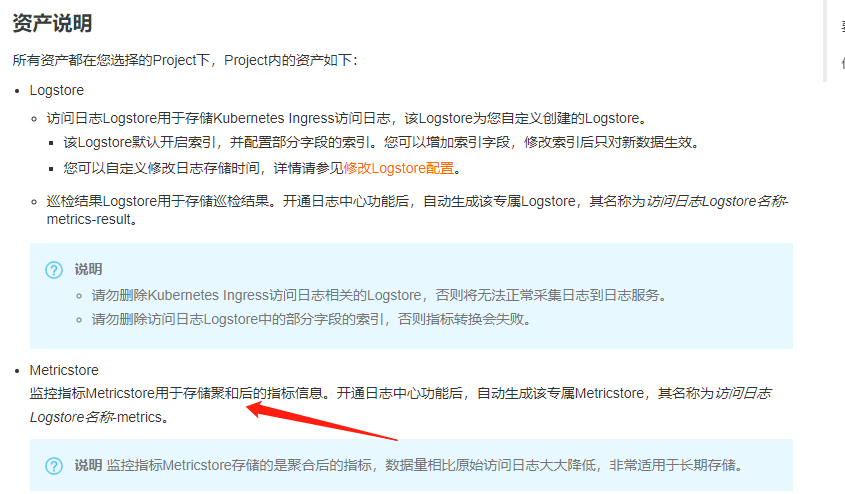 资产说明
所有资产都在您选择的Project下，Project内的资产如下：
Logstore
访问日志Logstore用于存储Kubernetes Ingress访问日志，该Logstore为您自定义创建的Logstore。
该Logstore默认开启索引，并配置部分字段的索引。您可以增加索引字段，修改索引后只对新数据生效。
您可以自定义修改日志存储时间，详情请参见修改Logstore配置。
巡检结果Logstore用于存储巡检结果。开通日志中心功能后，自动生成该专属Logstore，其名称为访问日志Logstore名称-
metrics-result。
说明
请勿删除Kubernetes Ingress访问日志相关的Logstore，否则将无法正常采集日志到日志服务。
请勿删除访问日志Logstore中的部分字段的索引，否则指标转换会失败。
Metricstore
监控指标Metricstore用于存储聚和后的指标信息。开通日志中心功能后，自动生成该专属Metricstore，其名称为访问日志
Logstore名称-metrics。
说明 监控指标Metricstore存储的是聚合后的指标，数据量相比原始访问日志大大降低，非常适用于长期存储。